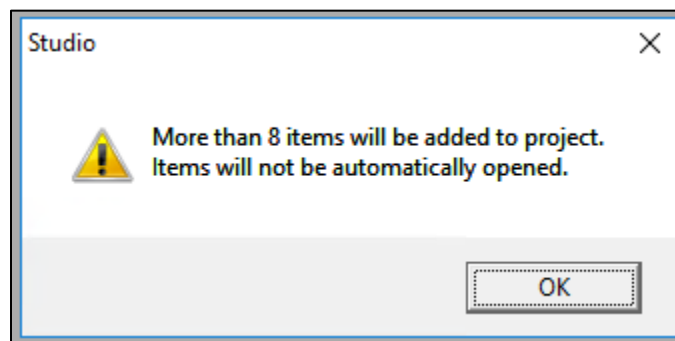 Studio
More than 8 items will be added to project.
Items will not be automatically opened.
OK